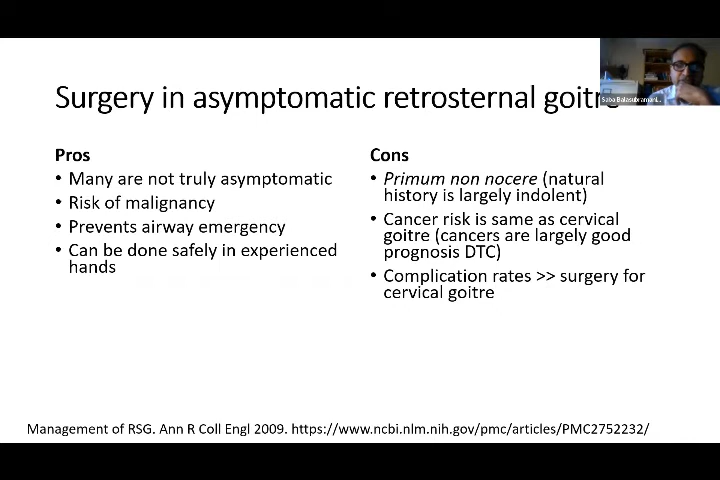 Surgery in asymptomatic retrosternal goitre
Saba Balasubramani...
Pros
• Many are not truly asymptomatic
• Risk of malignancy
• Prevents airway emergency
• Can be done safely in experienced
hands
Cons
• Primum non nocere (natural
history is largely indolent)
• Cancer risk is same as cervical
goitre (cancers are largely good
prognosis DTC)
• Complication rates >> surgery for
cervical goitre
Management of RSG. Ann R Coll Engl 2009. https://www.ncbi.nlm.nih.gov/pmc/articles/PMC2752232/